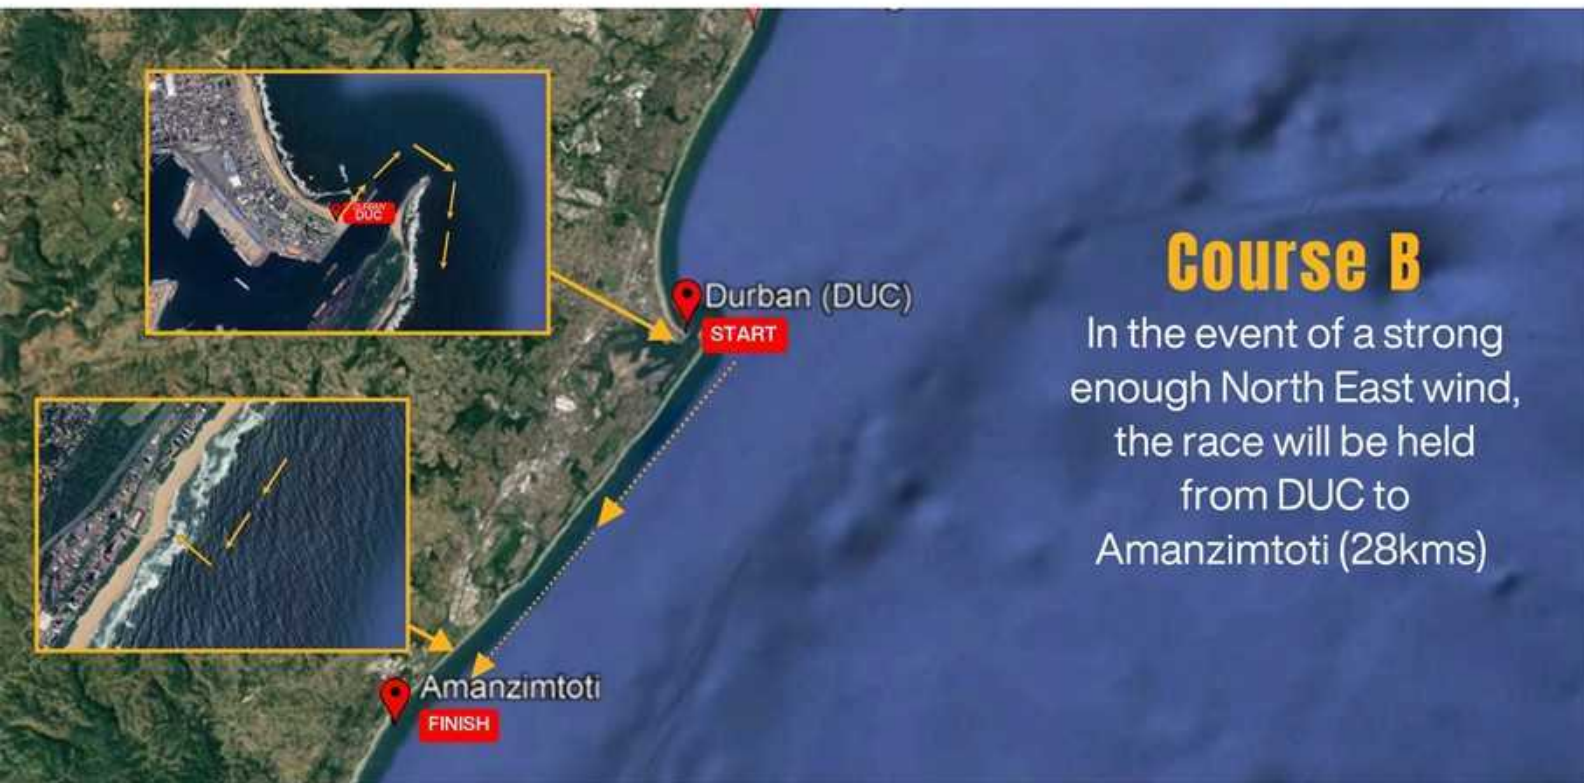 DURBAN
DUC
Durban (DUC)
START
Amanzimtoti
FINISH
Course B
In the event of a strong
enough North East wind,
the race will be held
from DUC to
Amanzimtoti (28kms)